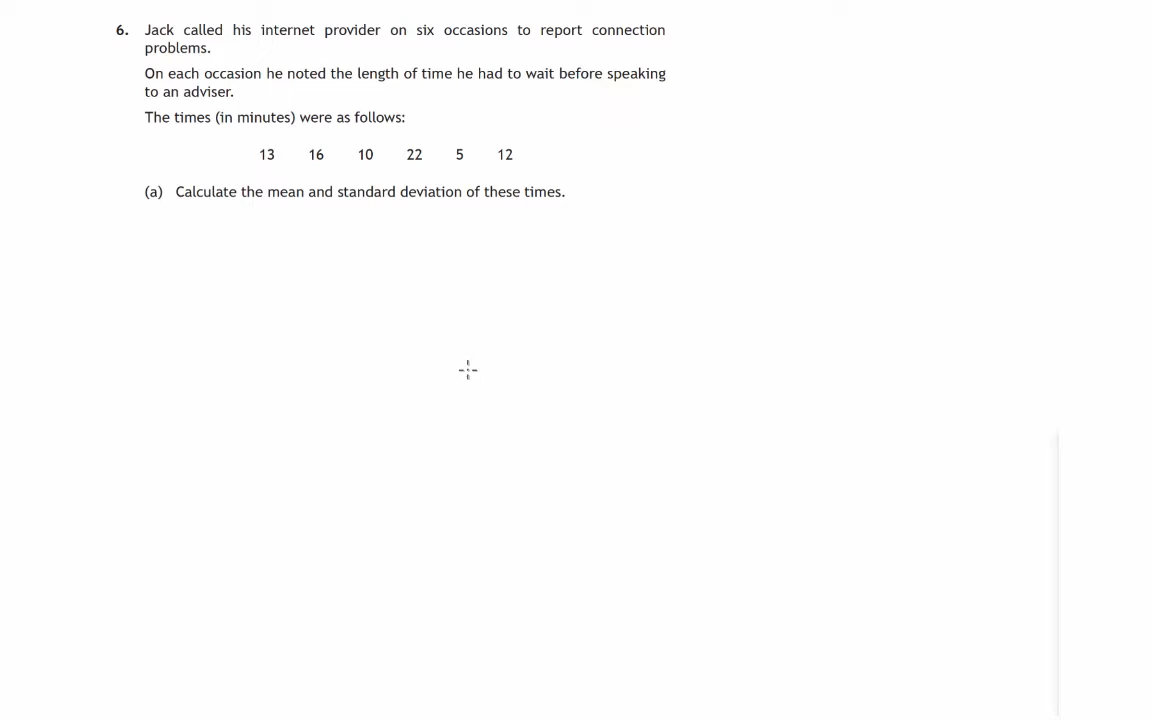 6. Jack called his internet provider on six occasions to report connection
problems.
On each occasion he noted the length of time he had to wait before speaking
to an adviser.
The times (in minutes) were as follows:
13 16 10 22 5 12
(a) Calculate the mean and standard deviation of these times.